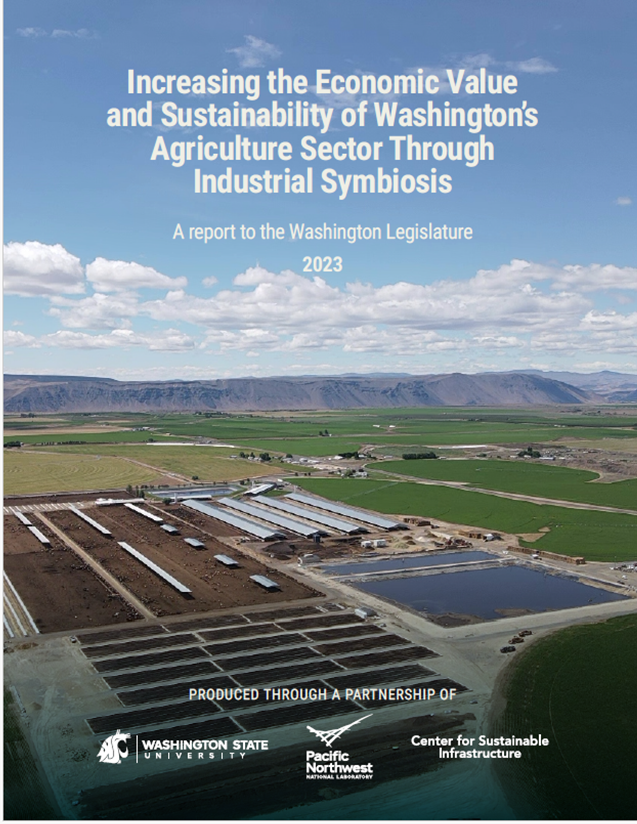 Increasing the Economic Value
and Sustainability of Washington's
Agriculture Sector Through
Industrial Symbiosis
A report to the Washington Legislature
2023
PRODUCED THROUGH A PARTNERSHIP OF
WASHINGTON STATE
UNIVERSITY
Pacific
Northwest
NATIONAL LABORATORY
Center for Sustainable
Infrastructure